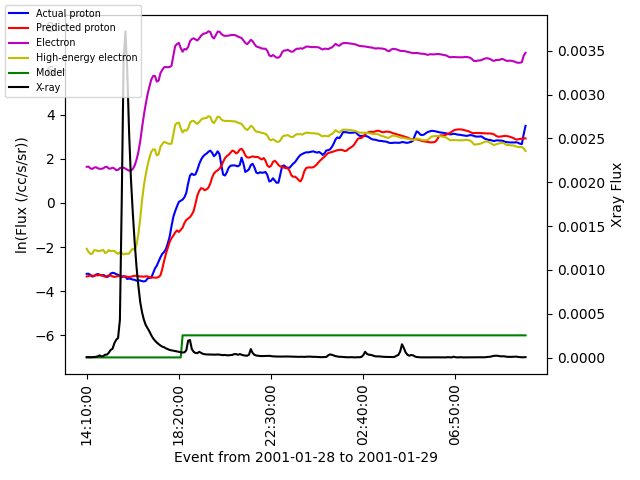 Actual proton
Predicted proton
Electron
High-energy electron
Model
X-ray
4
2
0
−2
−4
−6
ln(Flux (/cc/s/sr))
0.0035
0.0030
0.0025
0.0020
0.0015
0.0010
0.0005
0.0000
Xray Flux
14:10:00
18:20:00
22:30:00
02:40:00
06:50:00
Event from 2001-01-28 to 2001-01-29